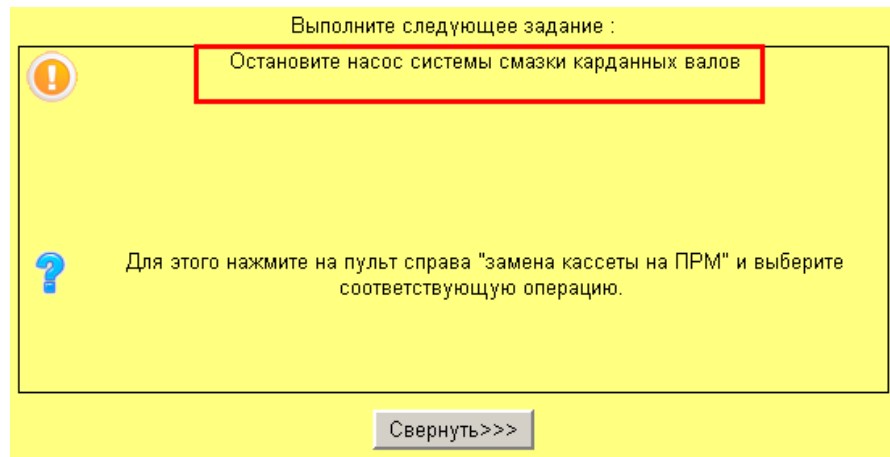 Выполните следующее задание :
Остановите насос системы смазки карданных валов
Для этого нажмите на пульт справа "замена кассеты на ПРМ" и выберите
соответствующую операцию.
Свернуть>>>